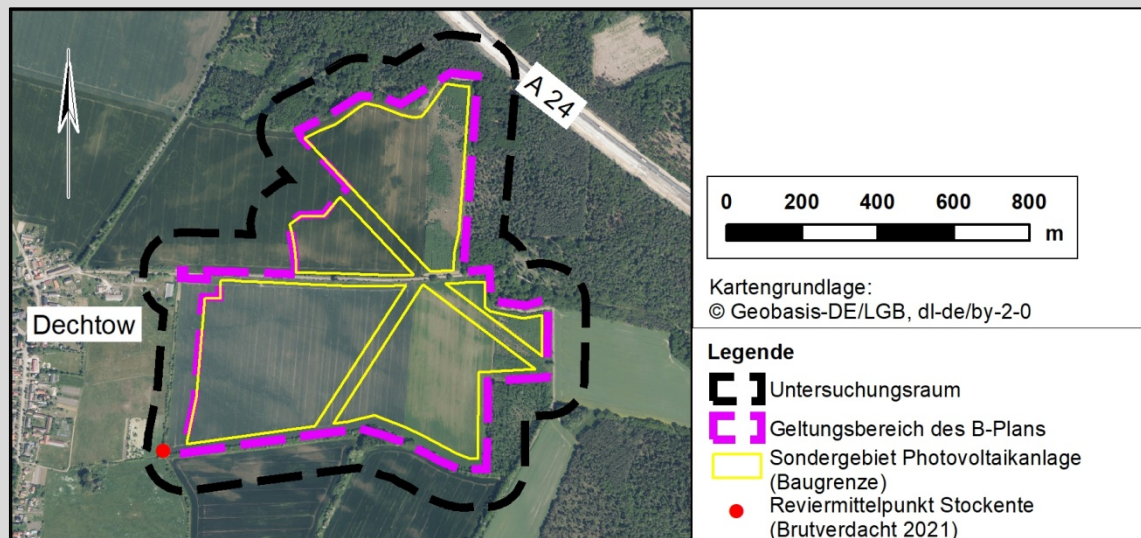 A 24
Dechtow
0 200 400 600 800
m
Kartengrundlage:
© Geobasis-DE/LGB, dl-de/by-2-0
Legende
Untersuchungsraum
Geltungsbereich des B-Plans
Sondergebiet Photovoltaikanlage
(Baugrenze)
Reviermittelpunkt Stockente
(Brutverdacht 2021)